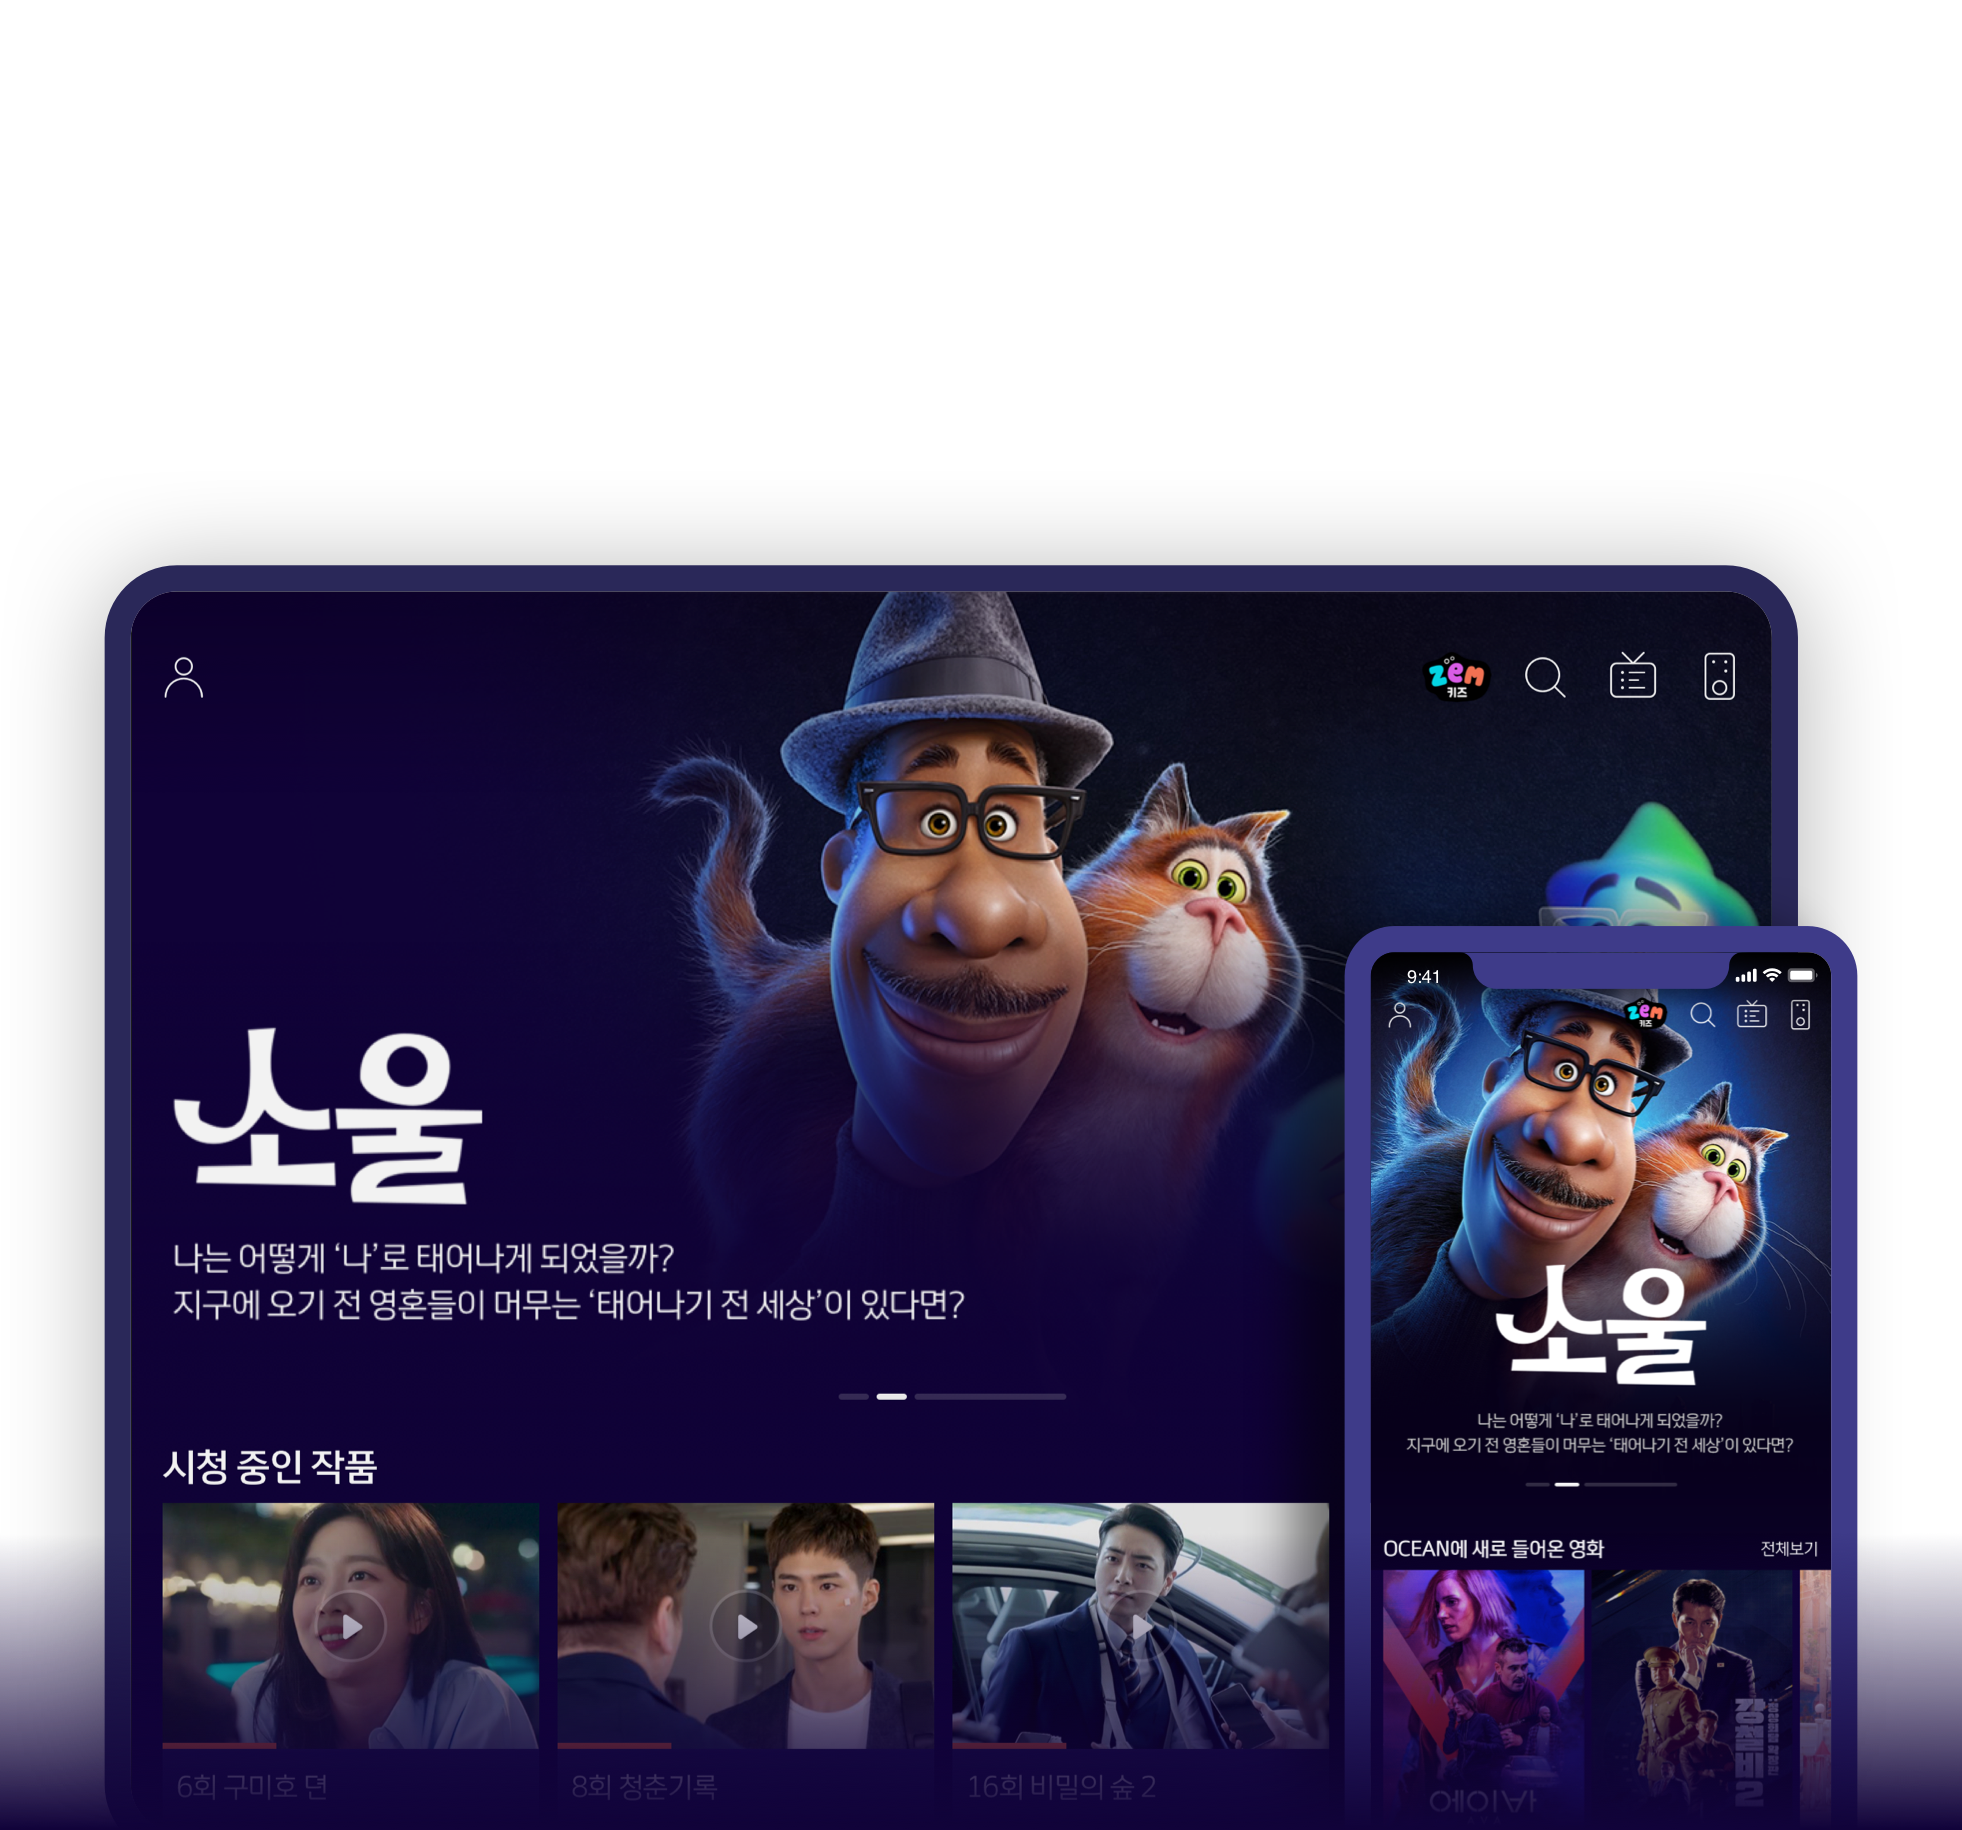 zem
키즈
소울
나는 어떻게 ‘나’로 태어나게 되었을까?
지구에 오기 전 영혼들이 머무는 ‘태어나기 전 세상’이 있다면?
시청 중인 작품
6회 구미호 뎐
8회 청춘기록
16회 비밀의 숲 2
9:41
zem
키즈
소울
나는 어떻게 ‘나’로 태어나게 되었을까?
지구에 오기 전 영혼들이 머무는 ‘태어나기 전 세상’이 있다면?
OCEAN에 새로 들어온 영화
전체보기
강철비2
에이바